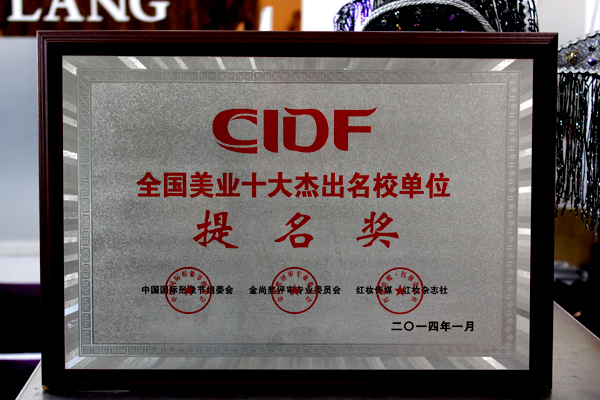 LANG
CIDF
全国美业十大杰出名校单位
提名奖
中国国际形象节组委会 金尚奖评审专业委员会 红妆传媒·红妆杂志社
二〇一四年一月